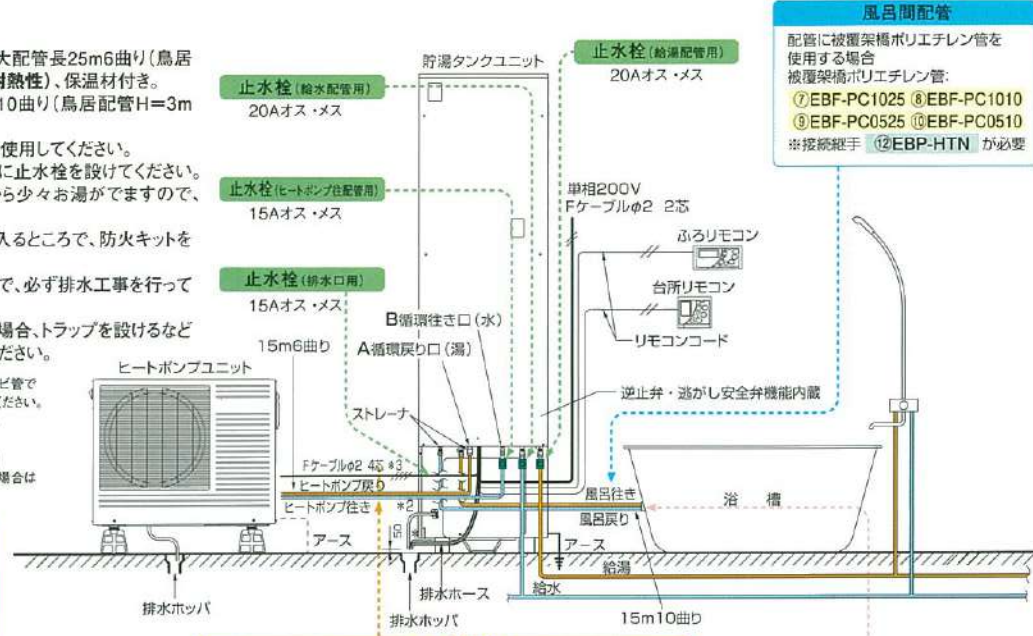 大配管長25m6曲り(鳥居
耐熱性)、保温材付き。
10曲り(鳥居配管H=3m
使用してください。
に止水栓を設けてください。
ら少々お湯がでますので、
入るところで、防火キットを
で、必ず排水工事を行って
場合、トラップを設けるなど
ださい。
ビ管で
ください。
場合は
風呂間配管
配管に被覆架橋ポリエチレン管を
使用する場合
被覆架橋ポリエチレン管:
⑦EBF-PC1025 ⑧EBF-PC1010
⑨EBF-PC0525 ⑩EBF-PC0510
※接続継手 ⑫EBP-HTN が必要
貯湯タンクユニット
止水栓(給湯配管用)
20Aオス・メス
止水栓(給水配管用)
20Aオス・メス
止水栓(ヒートポンプ往配管用)
15Aオス・メス
止水栓(排水口用)
15Aオス・メス
単相200V
Fケーブルφ2 2芯
ふろリモコン
台所リモコン
リモコンコード
B循環往き口(水)
A循環戻り口(湯)
15m6曲り
ヒートポンプユニット
逆止弁・逃がし安全弁機能内蔵
ストレーナ
Fケーブルφ2 4芯 *3
ヒートポンプ戻り
ヒートポンプ往き *2
風呂往き
風呂戻り
浴槽
50
アース
アース
給湯
給水
排水ホース
排水ホッパ
排水ホッパ
15m10曲り